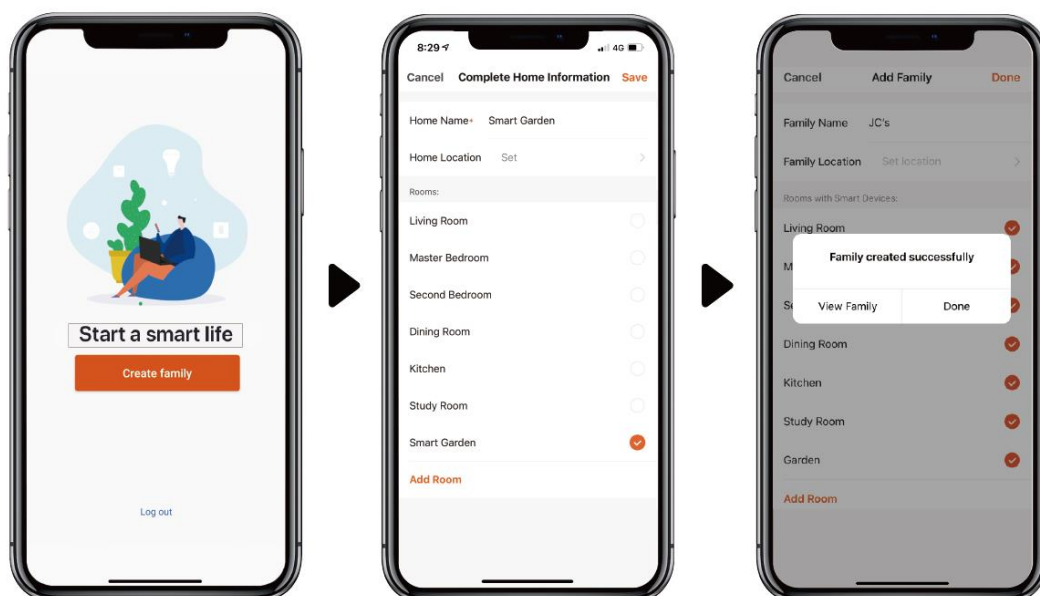 Start a smart life
Create family
Log out
8:29 4G
Cancel Complete Home Information Save
Home Name* Smart Garden
Home Location Set
Rooms:
Living Room
Master Bedroom
Second Bedroom
Dining Room
Kitchen
Study Room
Smart Garden
Add Room
Cancel Add Family Done
Family Name JC's
Family Location Set location
Rooms with Smart Devices:
Living Room
Family created successfully
M
Se
View Family Done
Dining Room
Kitchen
Study Room
Garden
Add Room